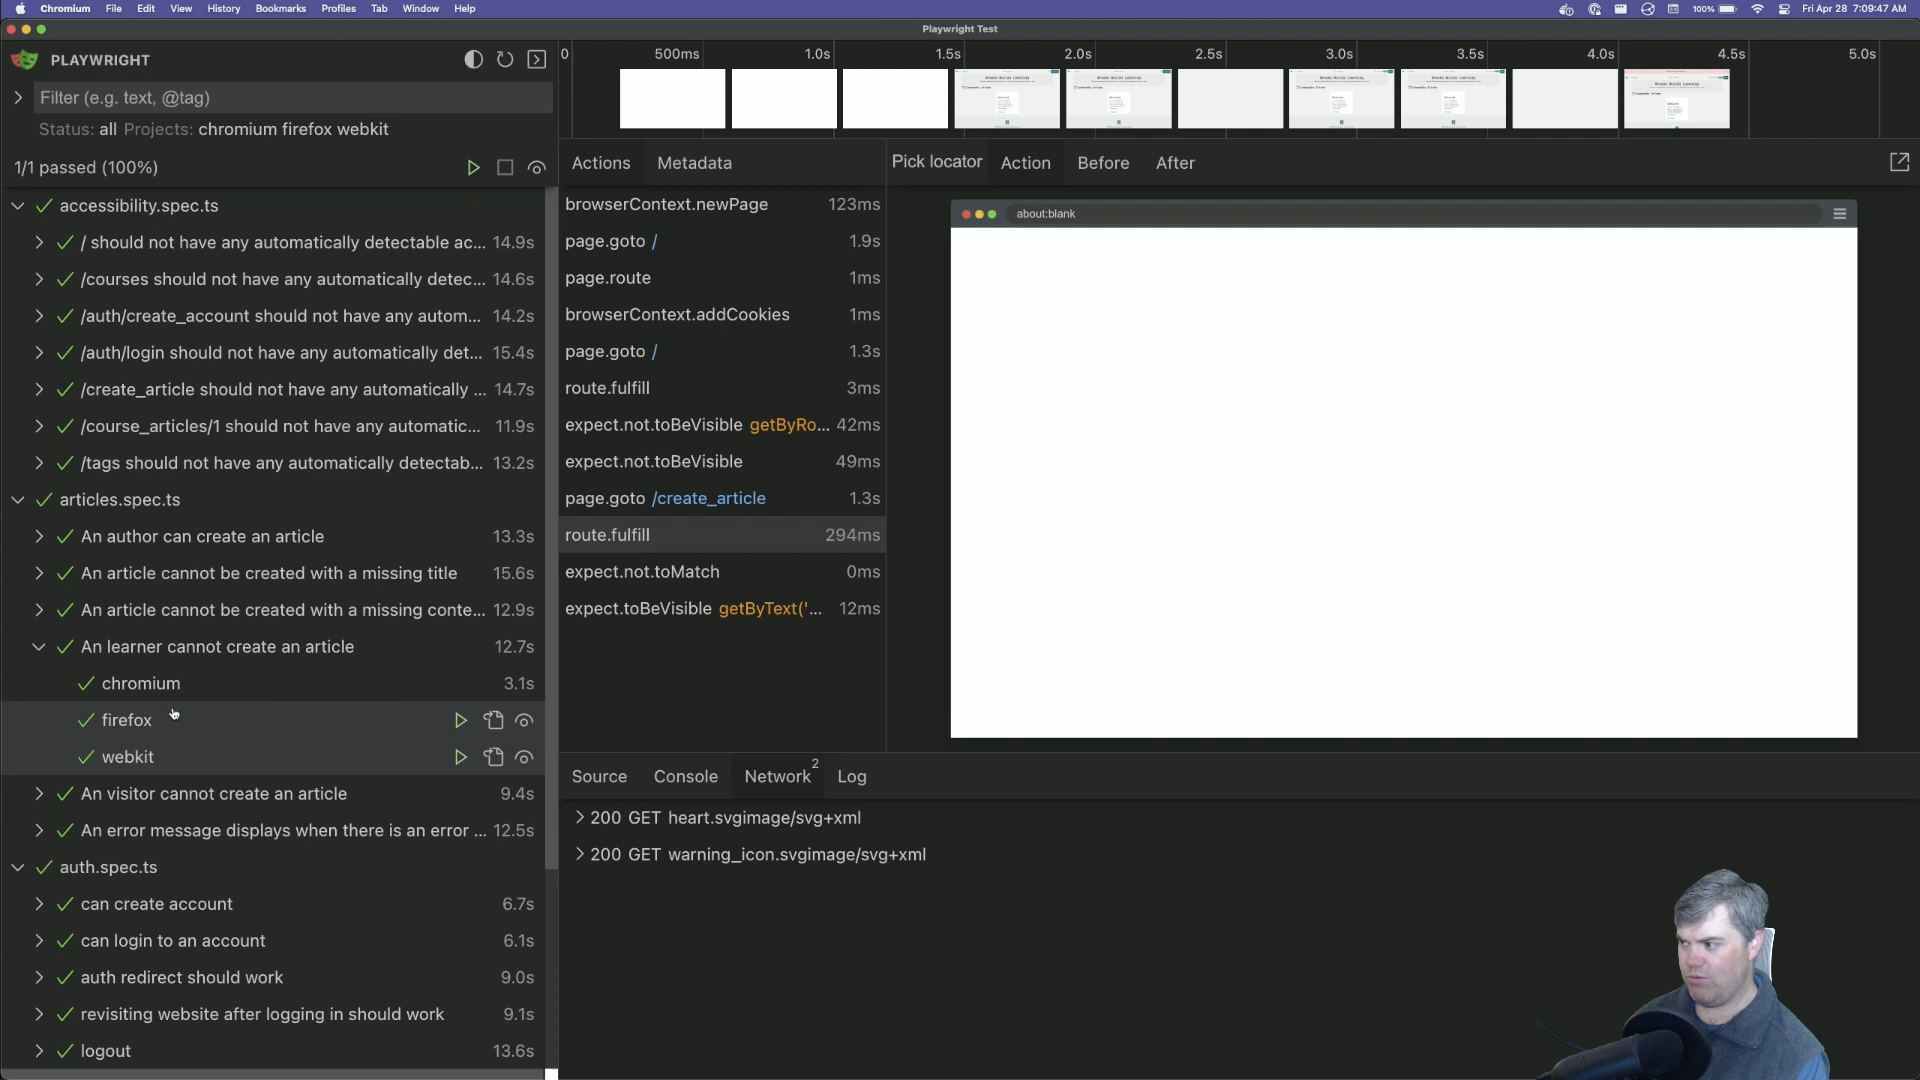 Chromium File Edit View History Bookmarks Profiles Tab Window Help
100% Fri Apr 28 7:09:47 AM
Playwright Test
PLAYWRIGHT
Filter (e.g. text, @tag)
Status: all Projects: chromium firefox webkit
1/1 passed (100%)
accessibility.spec.ts
/ should not have any automatically detectable ac... 14.9s
/courses should not have any automatically detec... 14.6s
/auth/create_account should not have any autom... 14.2s
/auth/login should not have any automatically det... 15.4s
/create_article should not have any automatically ... 14.7s
/course_articles/1 should not have any automatic... 11.9s
/tags should not have any automatically detectab... 13.2s
articles.spec.ts
An author can create an article 13.3s
An article cannot be created with a missing title 15.6s
An article cannot be created with a missing conte... 12.9s
An learner cannot create an article 12.7s
chromium 3.1s
firefox
webkit
An visitor cannot create an article 9.4s
An error message displays when there is an error ... 12.5s
auth.spec.ts
can create account 6.7s
can login to an account 6.1s
auth redirect should work 9.0s
revisiting website after logging in should work 9.1s
logout 13.6s
0 500ms 1.0s 1.5s 2.0s 2.5s 3.0s 3.5s 4.0s 4.5s 5.0s
Actions Metadata
browserContext.newPage 123ms
page.goto / 1.9s
page.route 1ms
browserContext.addCookies 1ms
page.goto / 1.3s
route.fulfill 3ms
expect.not.toBeVisible getByRo... 42ms
expect.not.toBeVisible 49ms
page.goto /create_article 1.3s
route.fulfill 294ms
expect.not.toMatch 0ms
expect.toBeVisible getByText('... 12ms
Pick locator Action Before After
about:blank
Source Console Network 2 Log
200 GET heart.svgimage/svg+xml
200 GET warning_icon.svgimage/svg+xml